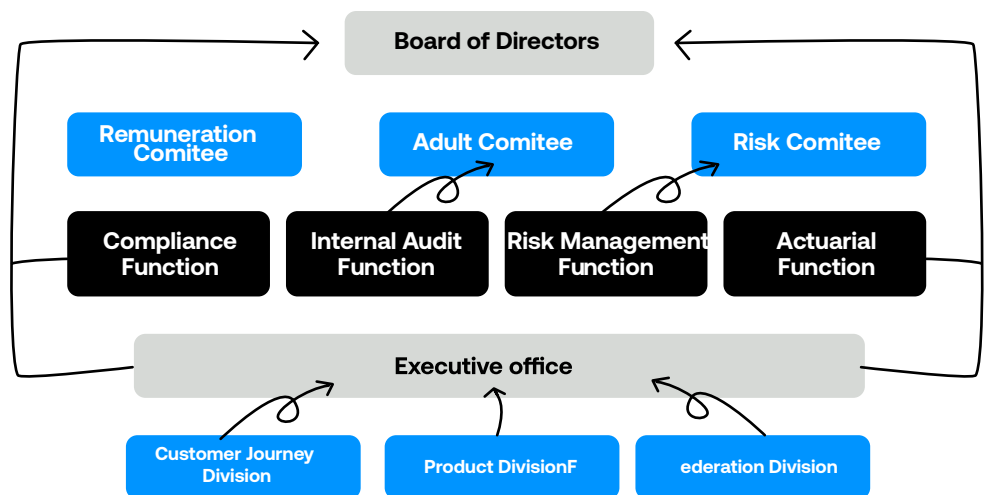 Board of Directors
Remuneration
Comitee
Adult Comitee
Risk Comitee
Compliance
Function
Internal Audit
Function
Risk Management
Function
Actuarial
Function
Executive office
Customer Journey
Division
Product DivisionF
ederation Division